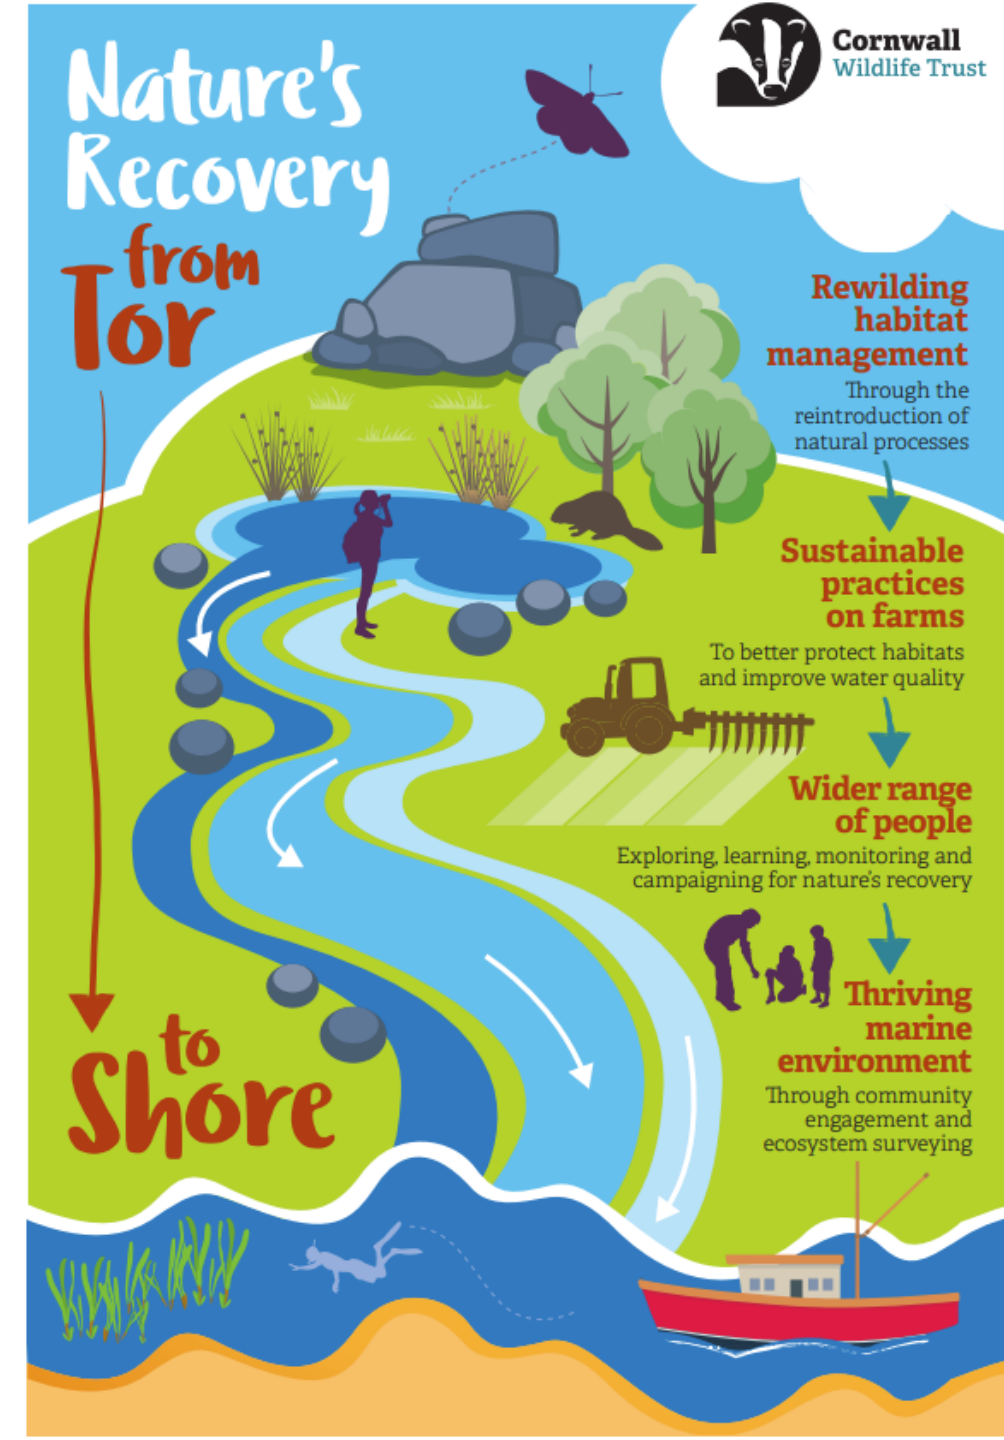 Nature's
Recovery
from
Tor
to
Shore
Cornwall
Wildlife Trust
Rewilding
habitat
management
Through the
reintroduction of
natural processes
Sustainable
practices
on farms
To better protect habitats
and improve water quality
Wider range
of people
Exploring, learning, monitoring and
campaigning for nature's recovery
Thriving
marine
environment
Through community
engagement and
ecosystem surveying